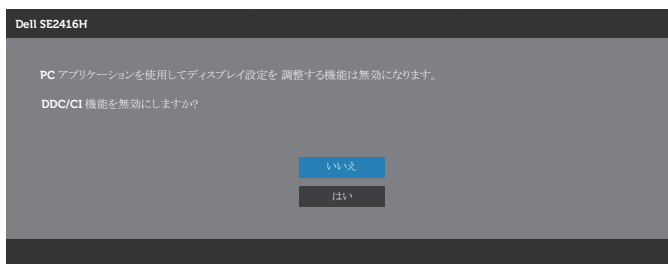 Dell SE2416H
PC アプリケーションを使用してディスプレイ設定を 調整する機能は無効になります。
DDC/CI 機能を無効にしますか?
いいえ
はい